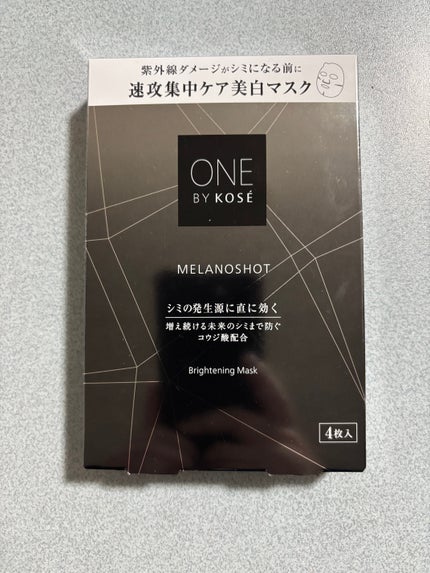 紫外線ダメージがシミになる前に
速攻集中ケア美白マスク
ONE
BY KOSÉ
MELANOSHOT
シミの発生源に直に効く
増え続ける未来のシミまで防ぐ
コウジ酸配合
Brightening Mask
4枚入